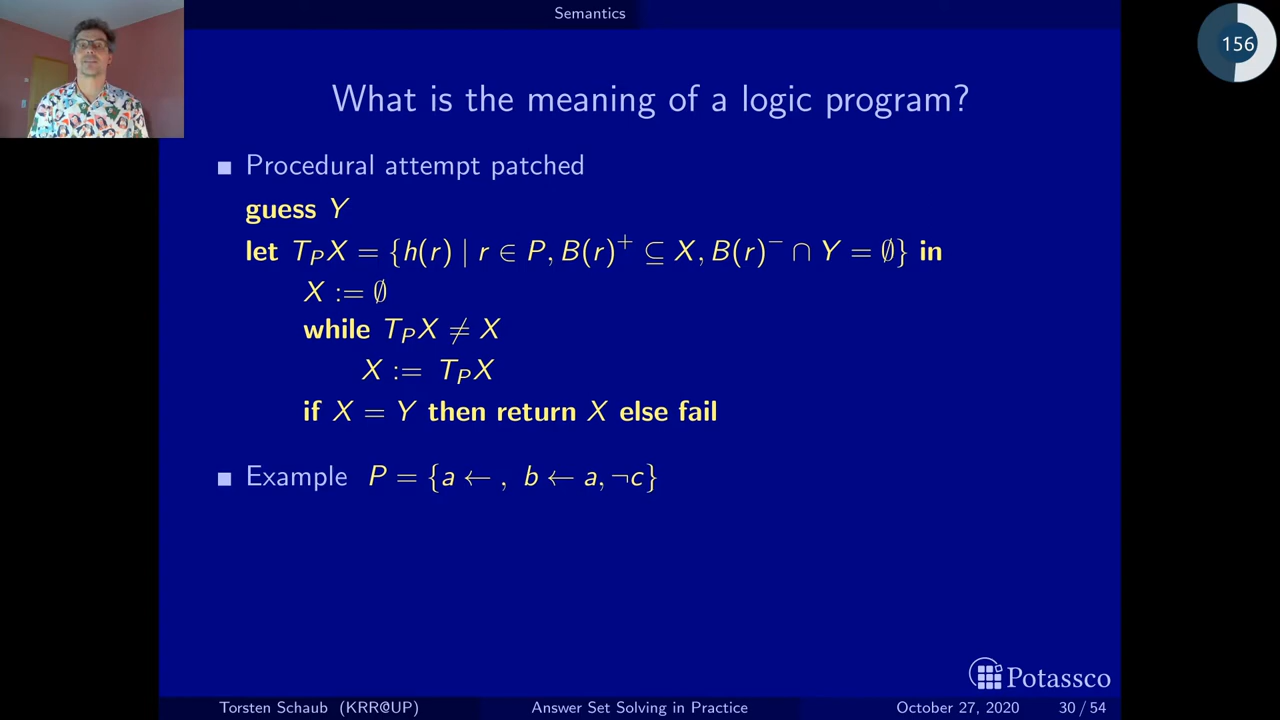 Semantics
156
What is the meaning of a logic program?
Procedural attempt patched
guess Y
let T_P X = {h(r) | r ∈ P, B(r)⁺ ⊆ X, B(r)⁻ ∩ Y = ∅} in
X := ∅
while T_P X ≠ X
X := T_P X
if X = Y then return X else fail
Example P = {a ← , b ← a, ¬c}
Potassco
Torsten Schaub (KRR@UP) Answer Set Solving in Practice October 27, 2020 30 / 54